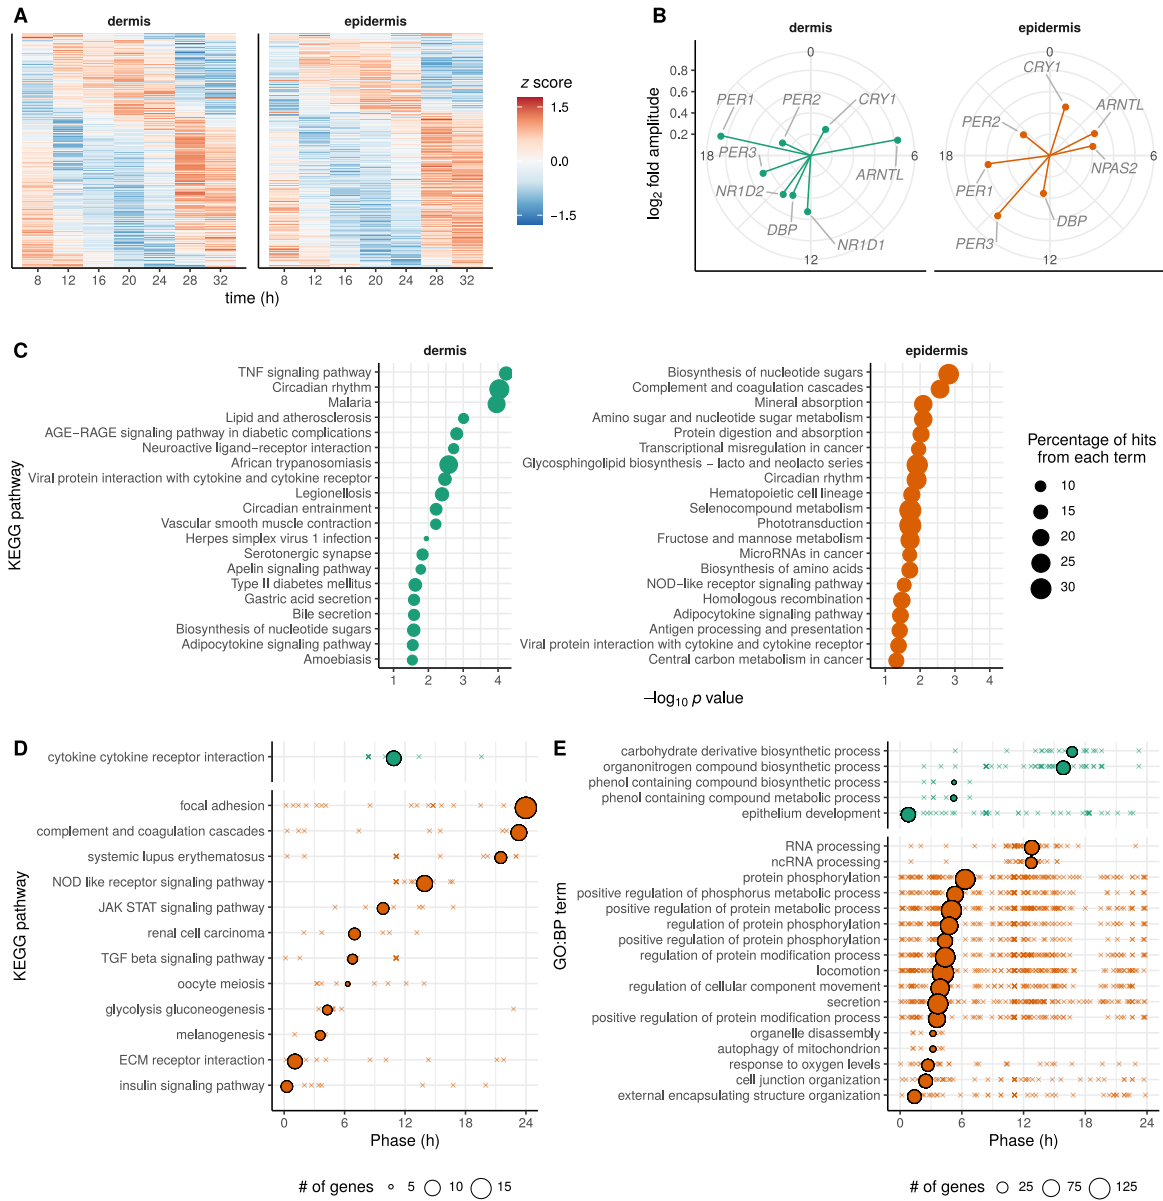 A
dermis
epidermis
8
12
16
20
24
28
32
8
12
14
20
24
28
32
time (h)
z score
1.5
0.0
−1.5
B
dermis
epidermis
log2 fold amplitude
0.8
0.6
0.4
0.2
0
6
12
18
PER1
PER2
CRY1
PER3
ARNTL
NR1D2
DBP
NR1D1
0
6
12
18
CRY1
ARNTL
PER2
NPAS2
PER1
DBP
PER3
C
dermis
KEGG pathway
TNF signaling pathway
Circadian rhythm
Malaria
Lipid and atherosclerosis
AGE−RAGE signaling pathway in diabetic complications
Neuroactive ligand−receptor interaction
African trypanosomiasis
Viral protein interaction with cytokine and cytokine receptor
Legionellosis
Circadian entrainment
Vascular smooth muscle contraction
Herpes simplex virus 1 infection
Serotonergic synapse
Apelin signaling pathway
Type II diabetes mellitus
Gastric acid secretion
Bile secretion
Biosynthesis of nucleotide sugars
Adipocytokine signaling pathway
Amoebiasis
1
2
3
4
epidermis
Biosynthesis of nucleotide sugars
Complement and coagulation cascades
Mineral absorption
Amino sugar and nucleotide sugar metabolism
Protein digestion and absorption
Transcriptional misregulation in cancer
Glycosphingolipid biosynthesis − lacto and neolacto series
Circadian rhythm
Hematopoietic cell lineage
Selenocompound metabolism
Phototransduction
Fructose and mannose metabolism
MicroRNAs in cancer
Biosynthesis of amino acids
NOD−like receptor signaling pathway
Homologous recombination
Adipocytokine signaling pathway
Antigen processing and presentation
Viral protein interaction with cytokine and cytokine receptor
Central carbon metabolism in cancer
1
2
3
4
−log10 p value
Percentage of hits
from each term
10
15
20
25
30
D
KEGG pathway
cytokine cytokine receptor interaction
focal adhesion
complement and coagulation cascades
systemic lupus erythematosus
NOD like receptor signaling pathway
JAK STAT signaling pathway
renal cell carcinoma
TGF beta signaling pathway
oocyte meiosis
glycolysis gluconeogenesis
melanogenesis
ECM receptor interaction
insulin signaling pathway
0
6
12
18
24
Phase (h)
# of genes
5
10
15
E
GO:BP term
carbohydrate derivative biosynthetic process
organonitrogen compound biosynthetic process
phenol containing compound biosynthetic process
phenol containing compound metabolic process
epithelium development
RNA processing
ncRNA processing
protein phosphorylation
positive regulation of phosphorus metabolic process
positive regulation of protein metabolic process
regulation of protein phosphorylation
positive regulation of protein phosphorylation
regulation of protein modification process
locomotion
regulation of cellular component movement
secretion
positive regulation of protein modification process
organelle disassembly
autophagy of mitochondrion
response to oxygen levels
cell junction organization
external encapsulating structure organization
0
6
12
18
24
Phase (h)
# of genes
25
75
125